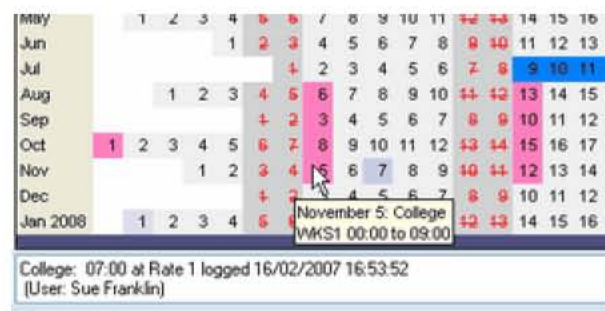 May 1 2 3 4 5 6 7 8 9 10 11 12 13 14 15 16
Jun 1 2 3 4 5 6 7 8 9 10 11 12 13
Jul 1 2 3 4 5 6 7 8 9 10 11
Aug 1 2 3 4 5 6 7 8 9 10 11 12 13 14 15
Sep 1 2 3 4 5 6 7 8 9 10 11 12
Oct 1 2 3 4 5 6 7 8 9 10 11 12 13 14 15 16 17
Nov 1 2 3 4 5 6 7 8 9 10 11 12 13 14
Dec 1 2 4 5 6 7 8 9 10 11 12
Jan 2008 1 2 3 4 5 6 12 13 14 15 16
November 5: College
WKS1 00:00 to 09:00
College: 07:00 at Rate 1 logged 16/02/2007 16:53:52
(User: Sue Franklin)